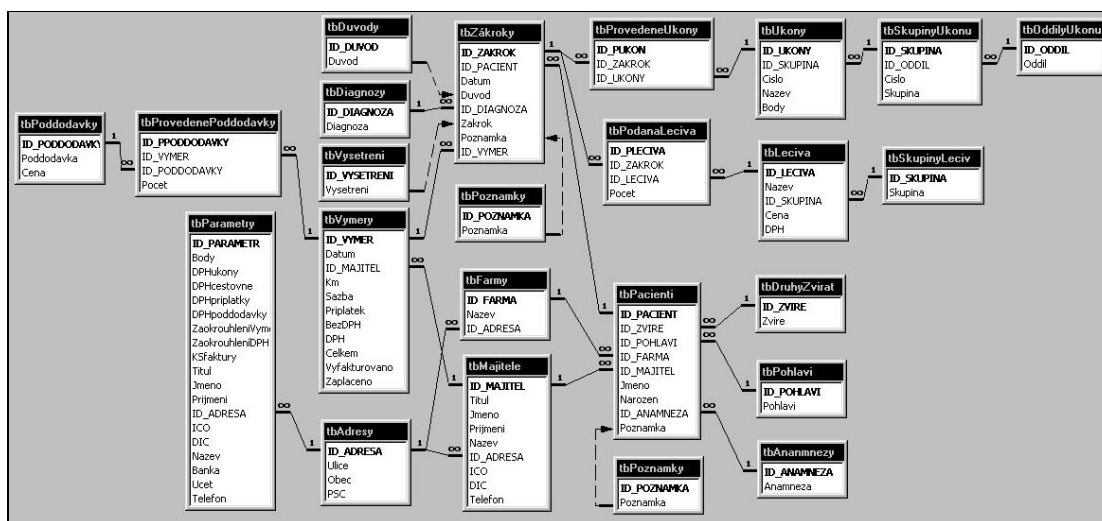 tbDuvody
ID_DUVOD
Duvod
tbZákroky
ID_ZAKROK
ID_PACIENT
Datum
Duvod
ID_DIAGNOZA
Zakrok
Poznamka
ID_VYMER
tbProvedeneUkony
ID_PUKON
ID_ZAKROK
ID_UKONY
tbUkony
ID_UKONY
ID_SKUPINA
Cislo
Nazev
Body
tbSkupinyUkonu
ID_SKUPINA
ID_ODDIL
Cislo
Skupina
tbOddilyUkonu
ID_ODDIL
Oddil
tbDiagnozy
ID_DIAGNOZA
Diagnoza
tbPoddodavky
ID_PODDODAVKY
Poddodavka
Cena
tbProvedenePoddodavky
ID_PPODDODAVKY
ID_VYMER
ID_PODDODAVKY
Pocet
tbVysetreni
ID_VYSETRENI
Vysetreni
tbPodanaLeciva
ID_PLECIVA
ID_ZAKROK
ID_LECIVA
Pocet
tbLeciva
ID_LECIVA
Nazev
ID_SKUPINA
Cena
DPH
tbSkupinyLeciv
ID_SKUPINA
Skupina
tbPoznamky
ID_POZNAMKA
Poznamka
tbParametry
ID_PARAMETR
Body
DPHukony
DPHcestovne
DPHpriplatky
DPHpoddodavky
ZaokrouhleniVyme
ZaokrouhleniDPH
KSfaktury
Titul
Jmeno
Prijmeni
ID_ADRESA
ICO
DIC
Nazev
Banka
Ucet
Telefon
tbVymery
ID_VYMER
Datum
ID_MAJITEL
Km
Sazba
Priplatek
BezDPH
DPH
Celkem
Vyfakturovano
Zaplaceno
tbFarmy
ID_FARMA
Nazev
ID_ADRESA
tbPacienti
ID_PACIENT
ID_ZVIRE
ID_POHLAVI
ID_FARMA
ID_MAJITEL
Jmeno
Narozen
ID_ANAMNEZA
Poznamka
tbDruhyZvirat
ID_ZVIRE
Zvire
tbMajitele
ID_MAJITEL
Titul
Jmeno
Prijmeni
Nazev
ID_ADRESA
ICO
DIC
Telefon
tbPohlavi
ID_POHLAVI
Pohlavi
tbAdresy
ID_ADRESA
Ulice
Obec
PSC
tbAnanmnezy
ID_ANAMNEZA
Anamneza
tbPoznamky
ID_POZNAMKA
Poznamka